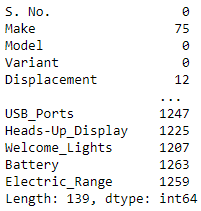 S. No. 0
Make 75
Model 0
Variant 0
Displacement 12
...
USB_Ports 1247
Heads-Up_Display 1225
Welcome_Lights 1207
Battery 1263
Electric_Range 1259
Length: 139, dtype: int64